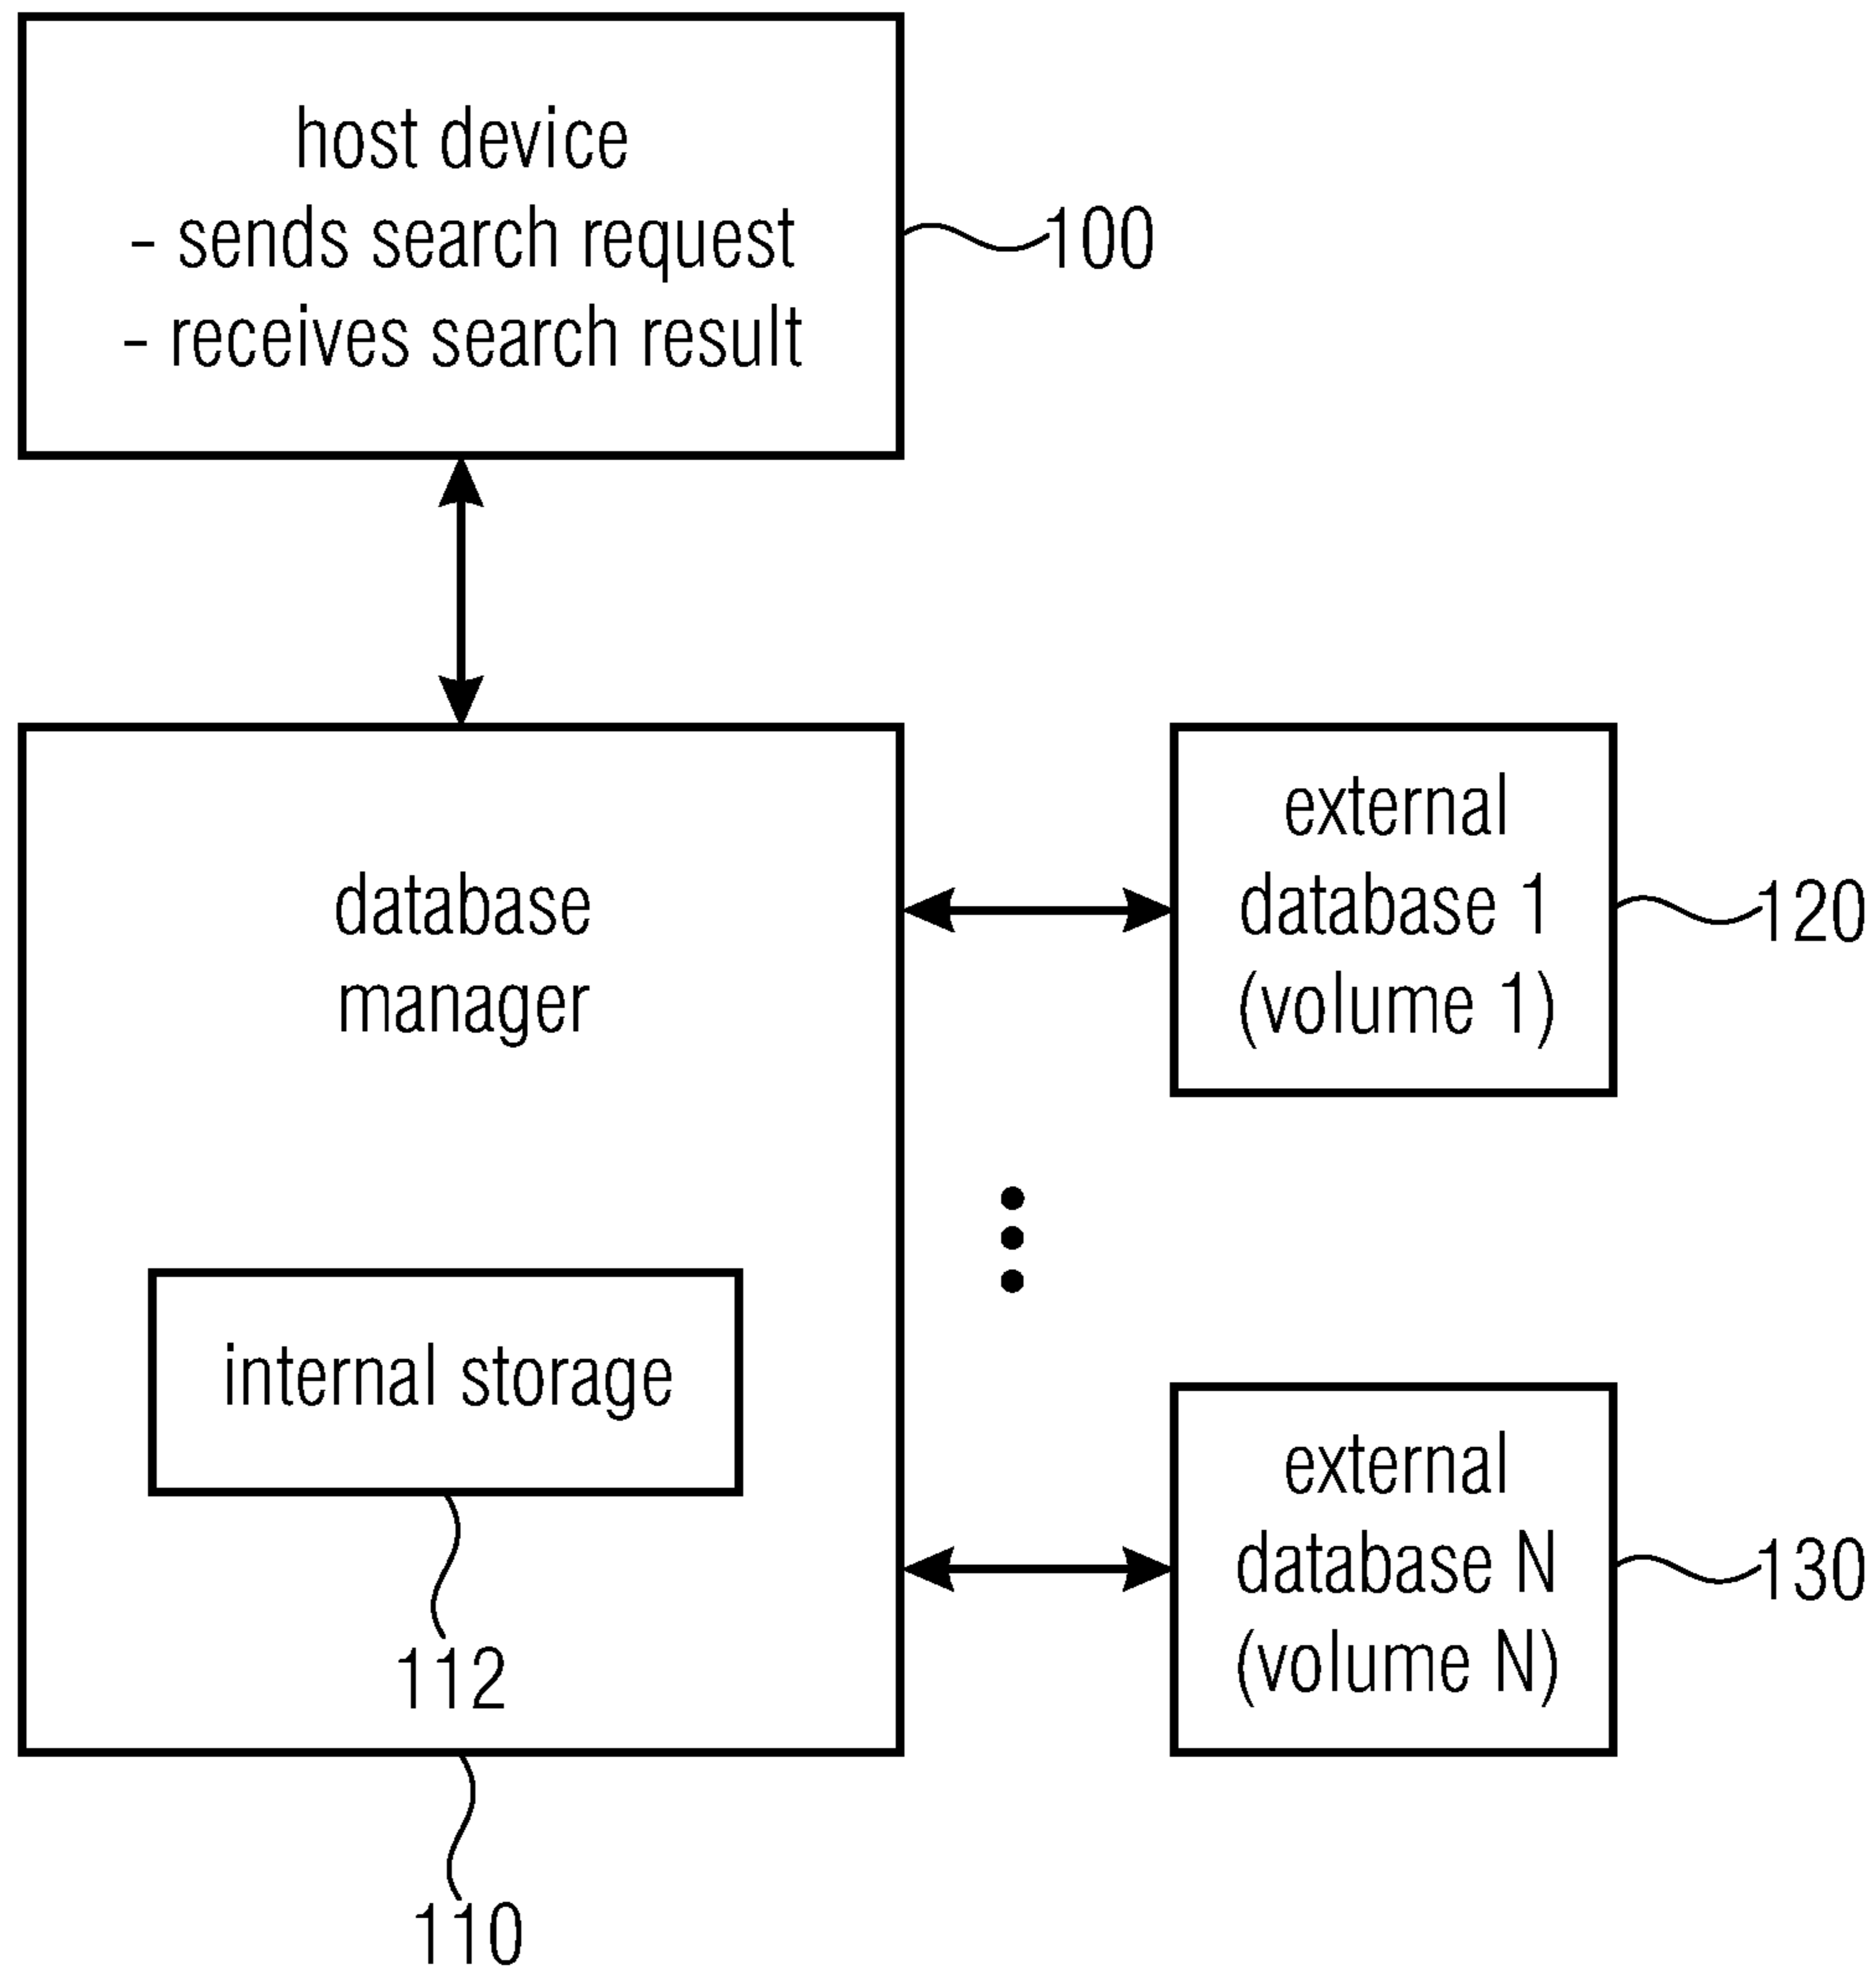 host device
- sends search request
- receives search result
100
database
manager
internal storage
112
110
external
database 1
(volume 1)
120
external
database N
(volume N)
130